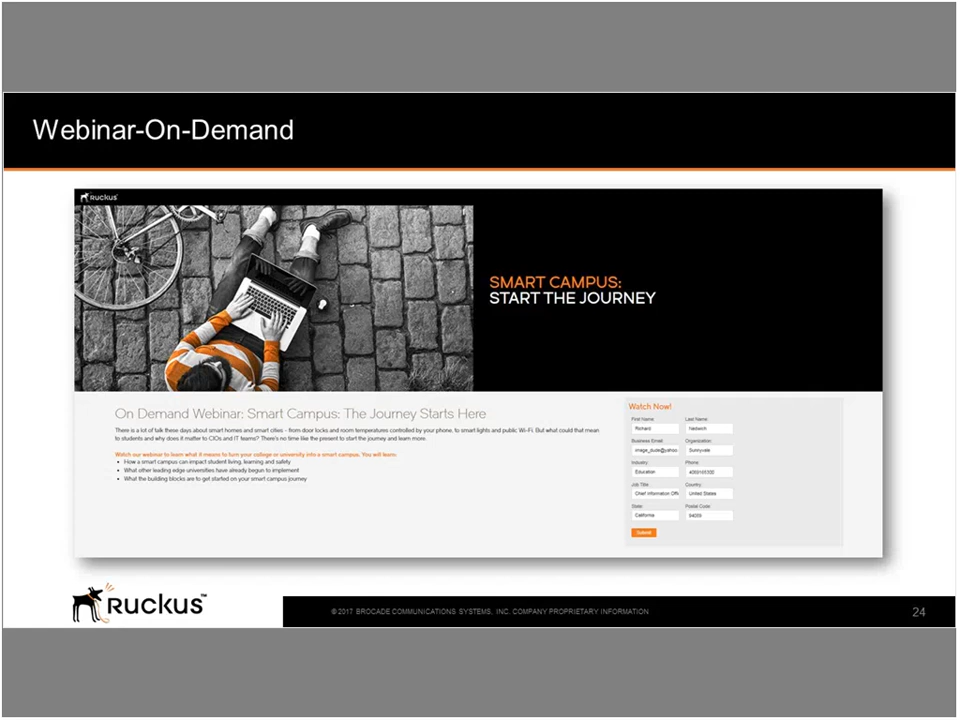 Webinar-On-Demand
Ruckus
SMART CAMPUS:
START THE JOURNEY
On Demand Webinar: Smart Campus: The Journey Starts Here
There is a lot of talk these days about smart homes and smart cities - from door locks and room temperatures controlled by your phone, to smart lights and public Wi-Fi. But what could that mean
to students and why does it matter to CIOs and IT teams? There's no time like the present to start the journey and learn more.
Watch our webinar to learn what it means to turn your college or university into a smart campus. You will learn:
• How a smart campus can impact student living, learning and safety
• What other leading edge universities have already begun to implement
• What the building blocks are to get started on your smart campus journey
Watch Now!
First Name: Last Name:
Richard Nedwich
Business Email: Organization:
image_dude@yahoo Sunnyvale
Industry: Phone:
Education
Job Title: Country:
Chief Information Offi United States
State: Postal Code:
California
Submit
Ruckus™
© 2017 BROCADE COMMUNICATIONS SYSTEMS, INC. COMPANY PROPRIETARY INFORMATION
24